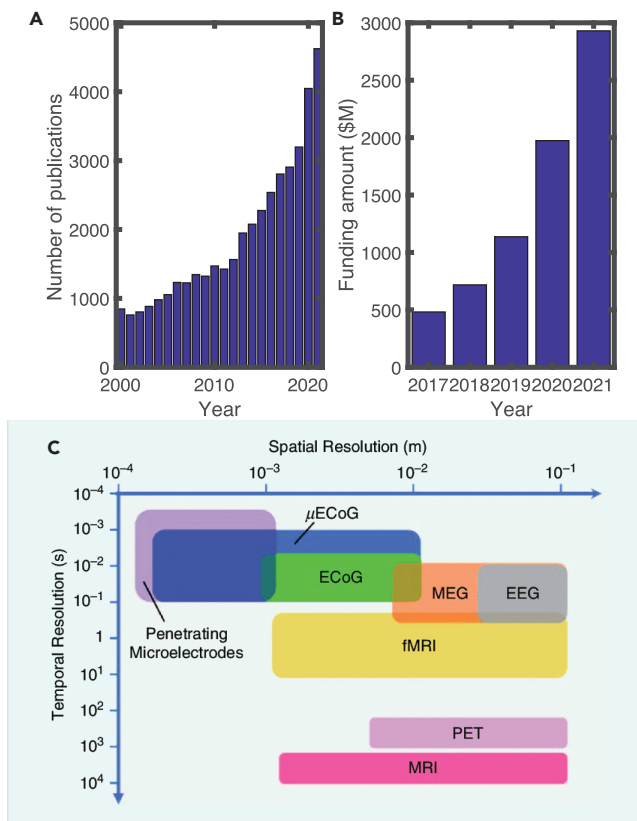 A
Number of publications
5000
4000
3000
2000
1000
0
2000
2010
2020
Year
B
Funding amount ($M)
3000
2500
2000
1500
1000
500
0
2017
2018
2019
2020
2021
Year
C
Spatial Resolution (m)
10⁻⁴
10⁻³
10⁻²
10⁻¹
Temporal Resolution (s)
10⁻⁴
10⁻³
10⁻²
10⁻¹
1
10¹
10²
10³
10⁴
μECoG
ECoG
MEG
EEG
Penetrating
Microelectrodes
fMRI
PET
MRI